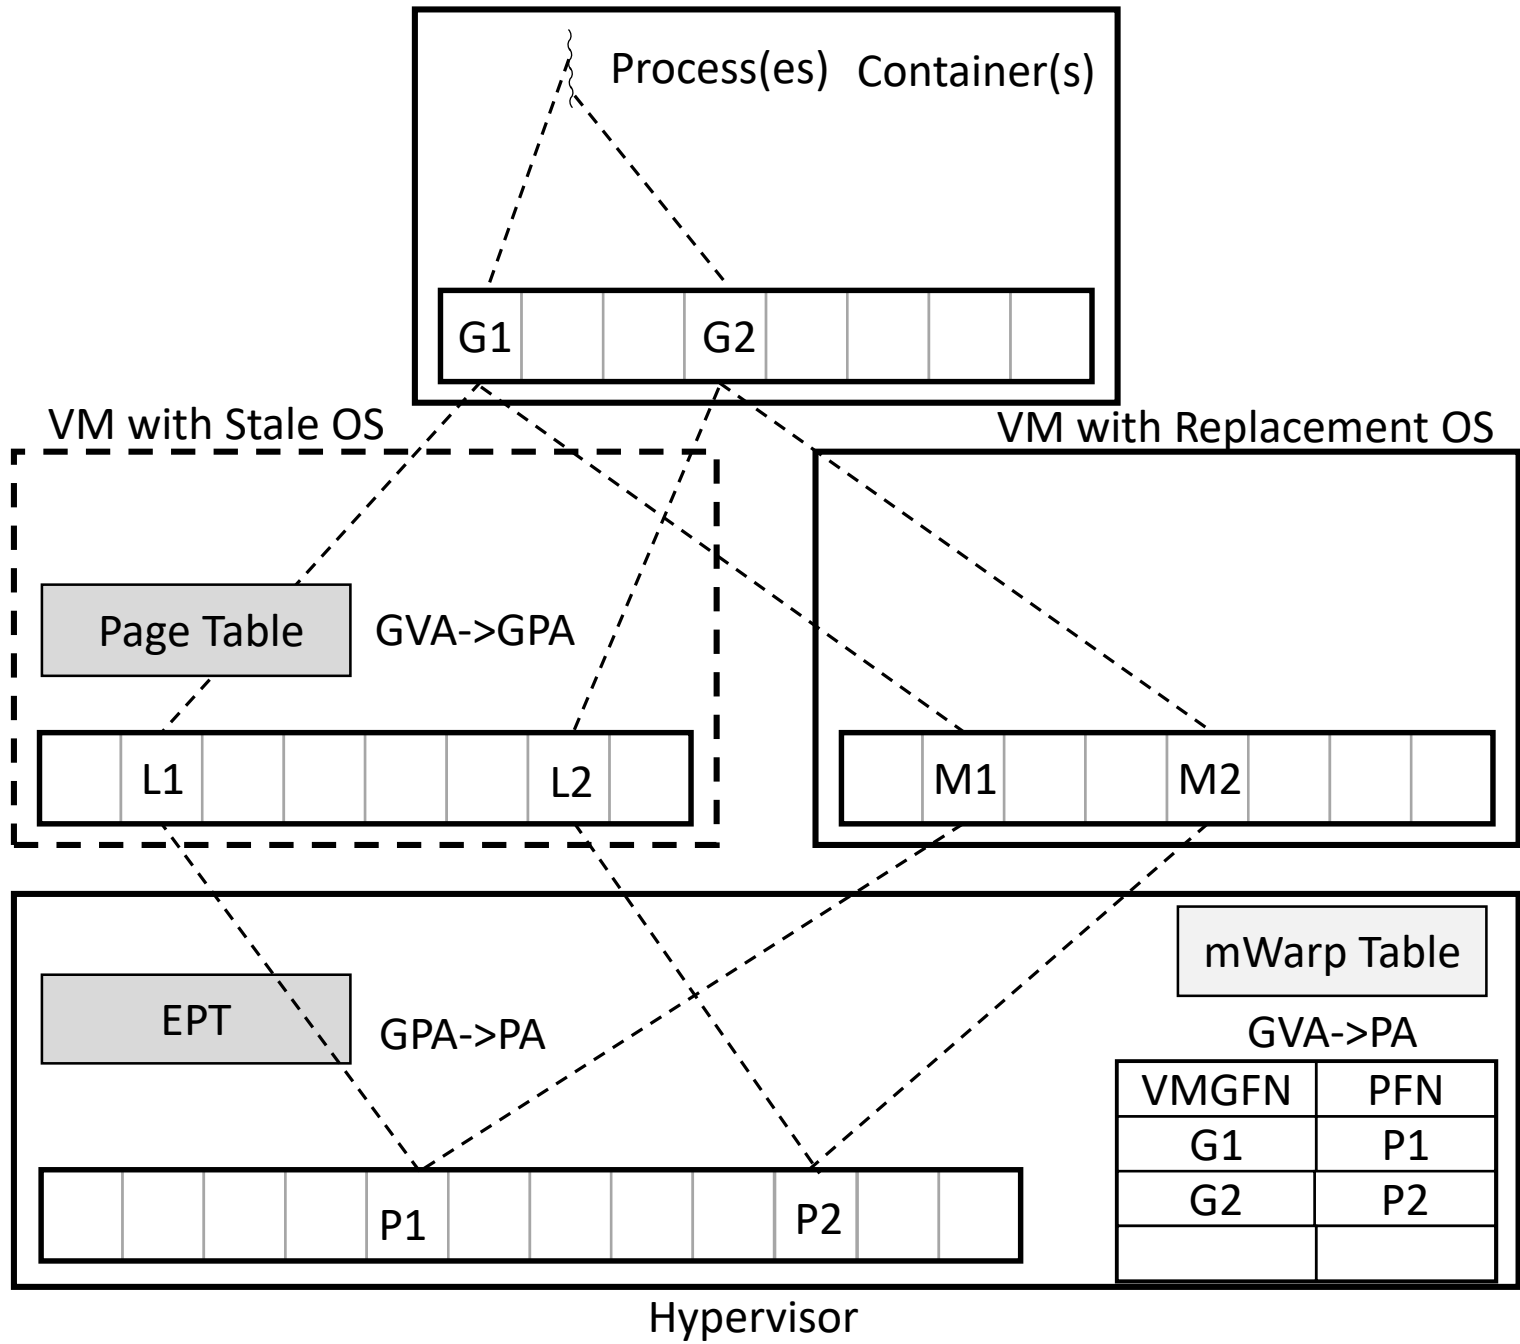 Process(es) Container(s)
G1 G2
VM with Stale OS
VM with Replacement OS
Page Table GVA->GPA
L1 L2
M1 M2
mWarp Table
EPT GPA->PA
GVA->PA
VMGFN PFN
G1 P1
G2 P2
P1 P2
Hypervisor